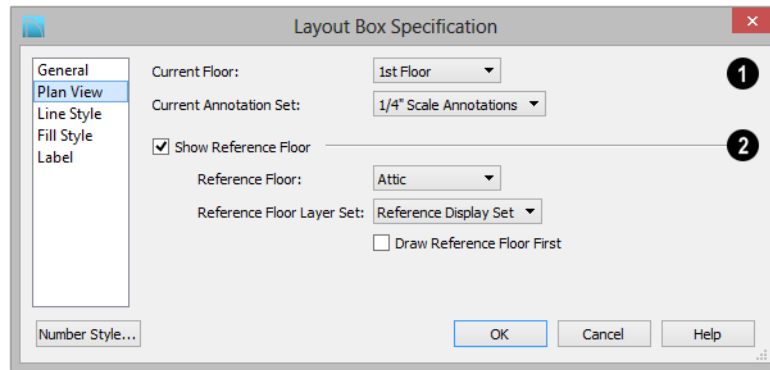 Layout Box Specification
General
Plan View
Line Style
Fill Style
Label
Current Floor: 1st Floor 1
Current Annotation Set: 1/4" Scale Annotations
Show Reference Floor 2
Reference Floor: Attic
Reference Floor Layer Set: Reference Display Set
Draw Reference Floor First
Number Style... OK Cancel Help